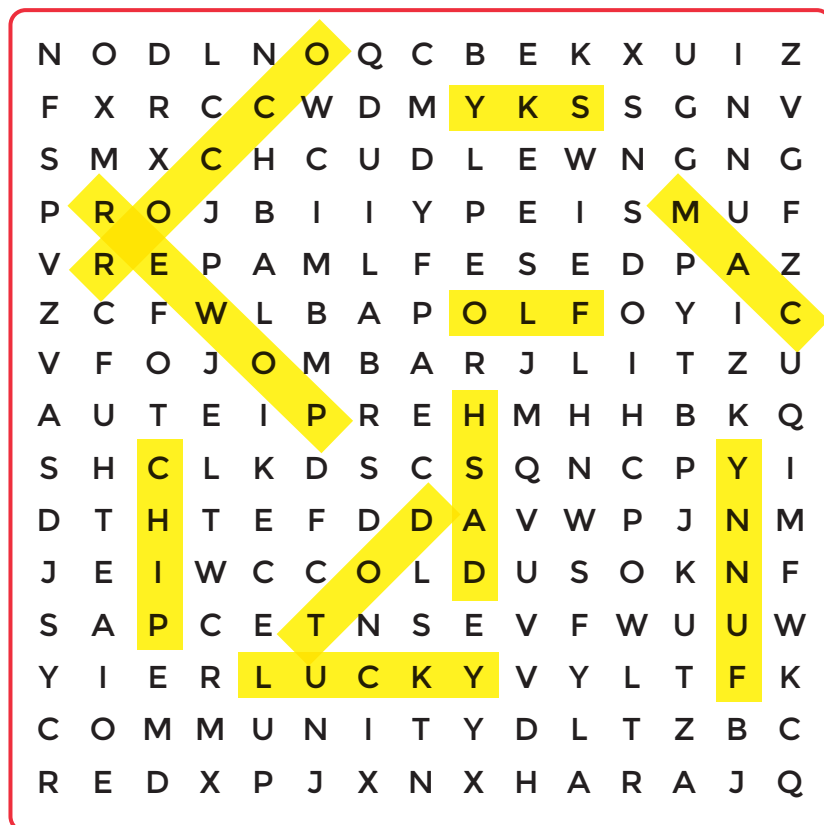 N O D L N O Q C B E K X U I Z
F X R C C W D M Y K S S G N V
S M X C H C U D L E W N G N G
P R O J B I I Y P E I S M U F
V R E P A M L F E S E D P A Z
Z C F W L B A P O L F O Y I C
V F O J O M B A R J L I T Z U
A U T E I P R E H M H H B K Q
S H C L K D S C S Q N C P Y I
D T H T E F D D A V W P J N M
J E I W C C O L D U S O K N F
S A P C E T N S E V F W U U W
Y I E R L U C K Y V Y L T F K
C O M M U N I T Y D L T Z B C
R E D X P J X N X H A R A J Q